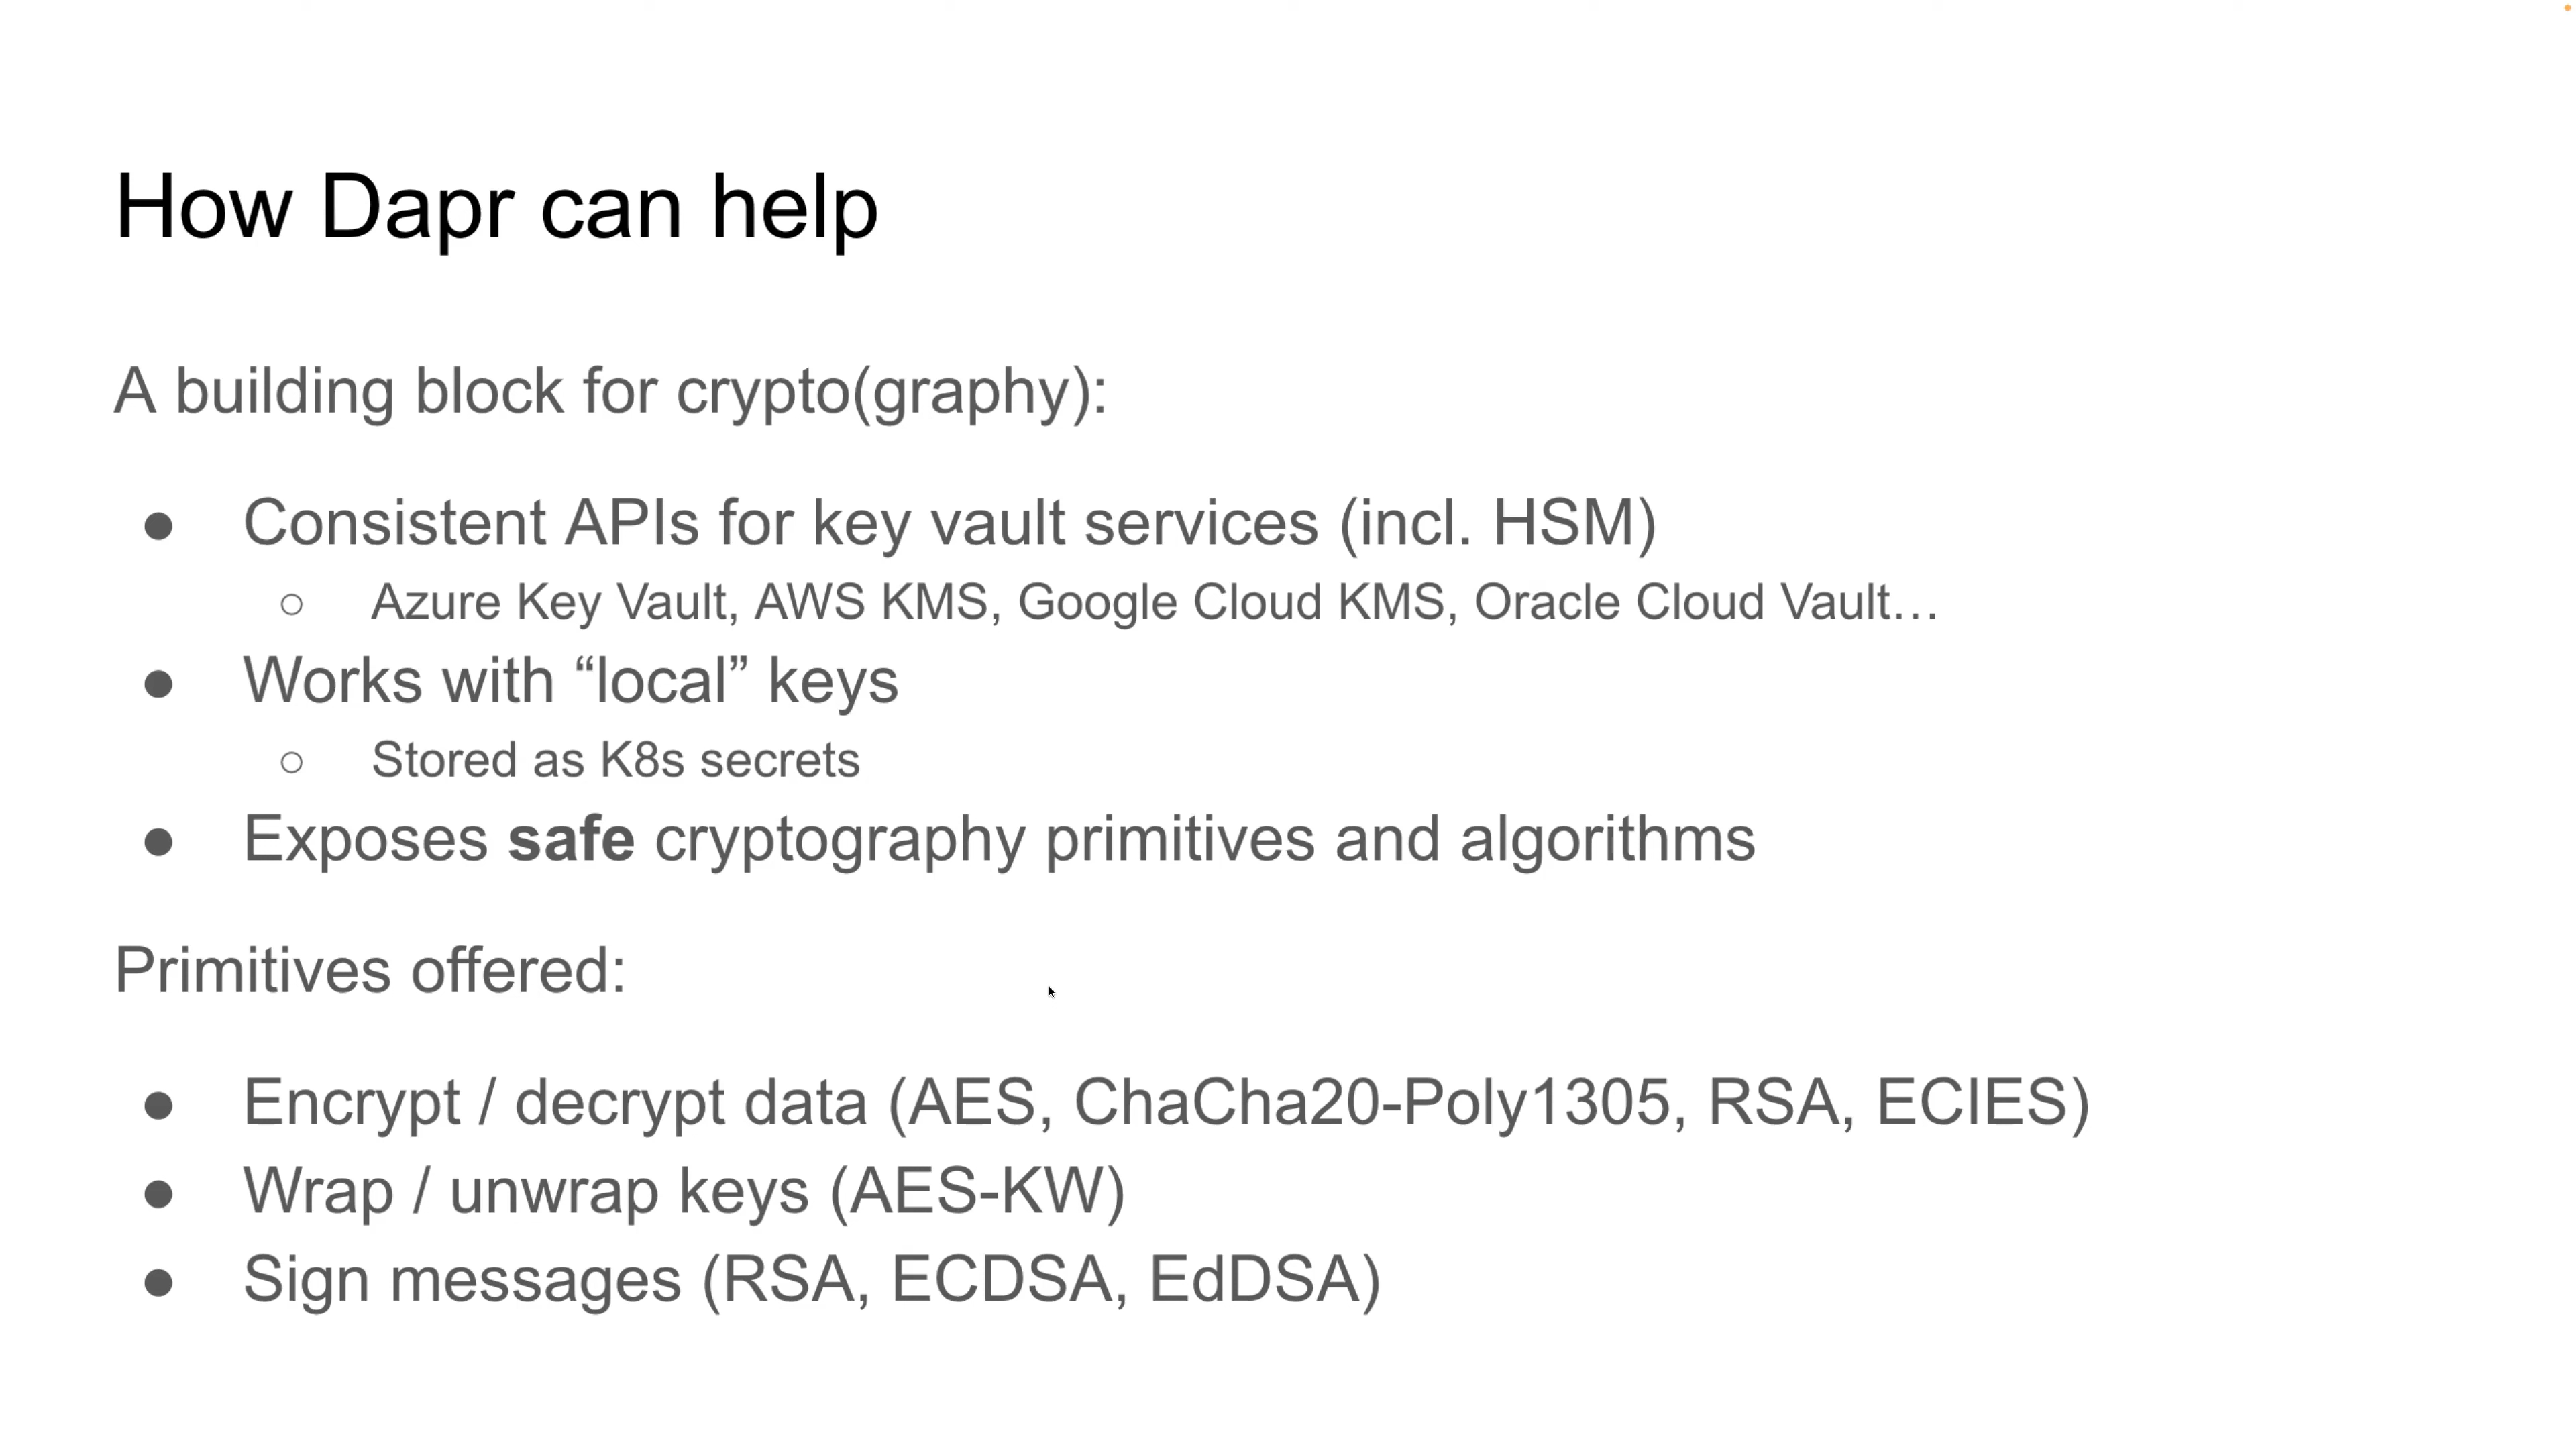 How Dapr can help
A building block for crypto(graphy):
● Consistent APIs for key vault services (incl. HSM)
○ Azure Key Vault, AWS KMS, Google Cloud KMS, Oracle Cloud Vault…
● Works with “local” keys
○ Stored as K8s secrets
● Exposes safe cryptography primitives and algorithms
Primitives offered:
● Encrypt / decrypt data (AES, ChaCha20-Poly1305, RSA, ECIES)
● Wrap / unwrap keys (AES-KW)
● Sign messages (RSA, ECDSA, EdDSA)